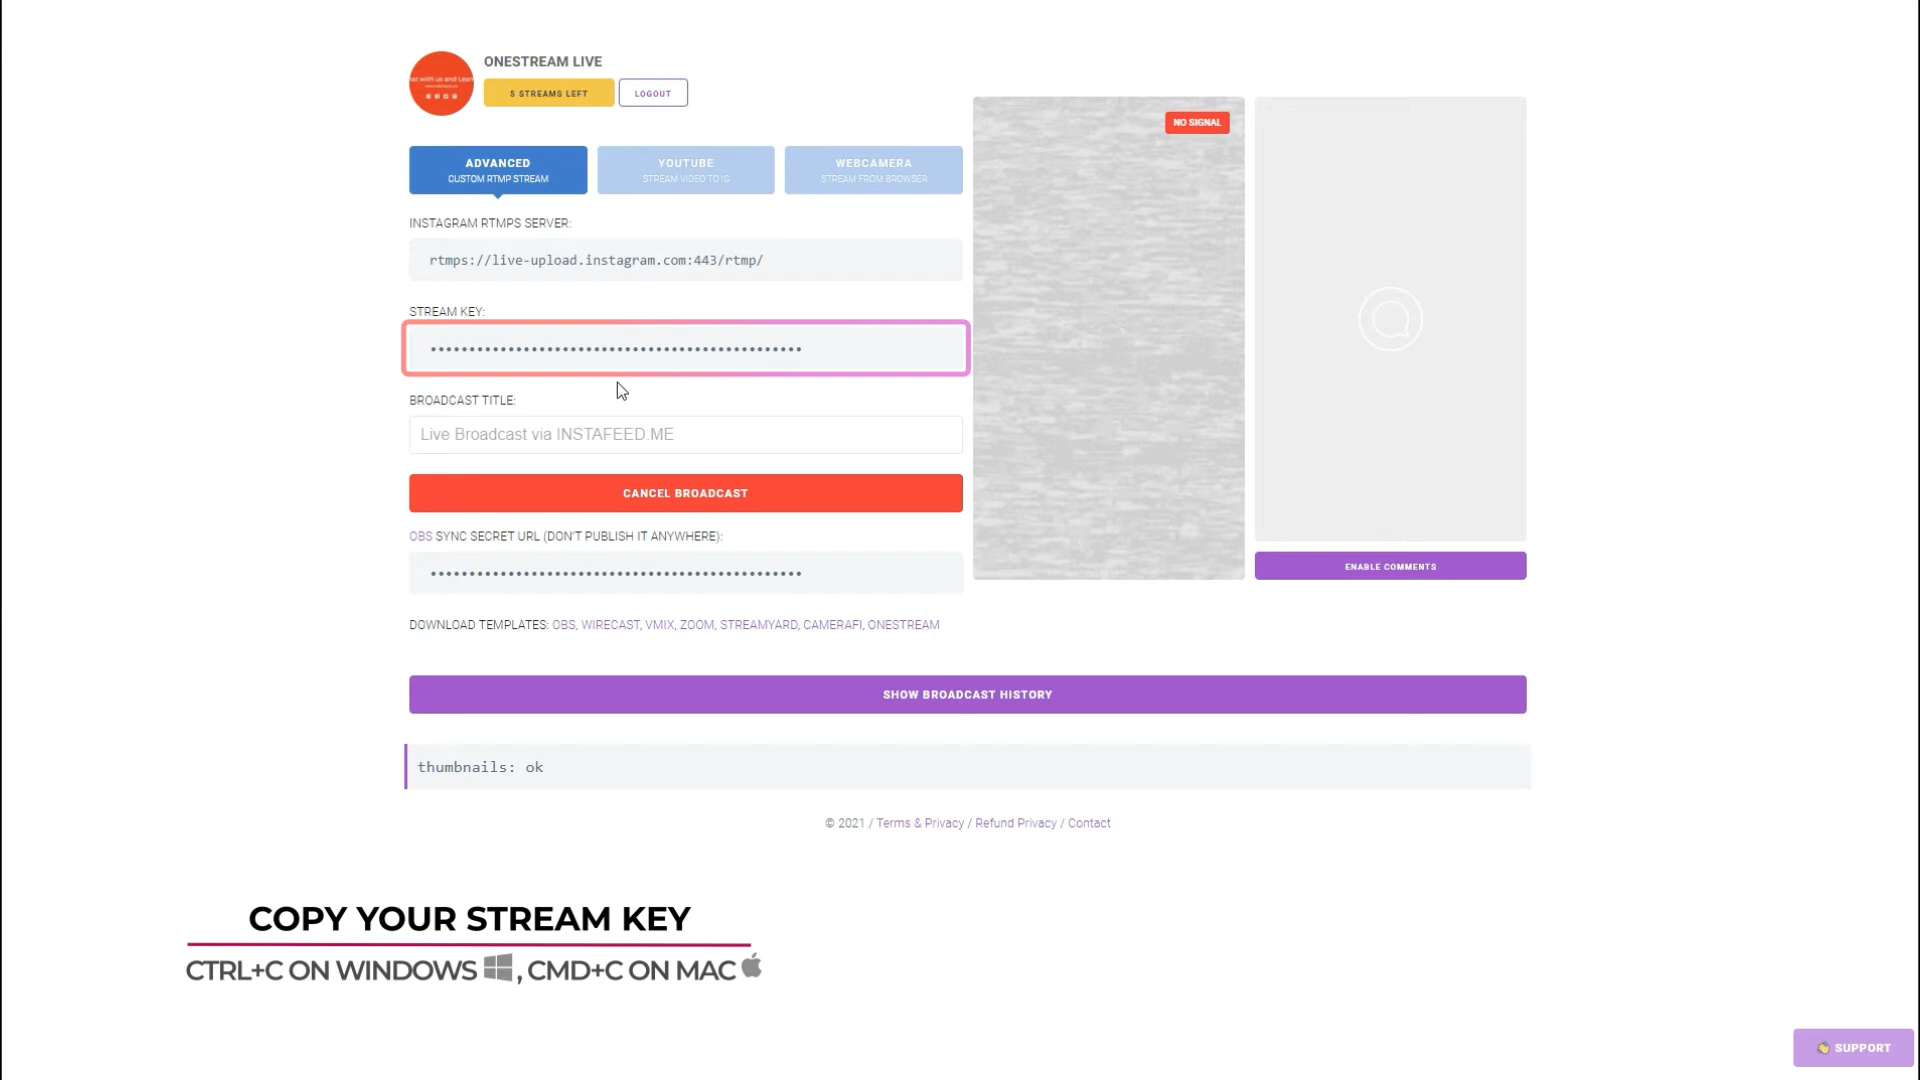 ONESTREAM LIVE
5 STREAMS LEFT
LOGOUT
NO SIGNAL
ADVANCED
CUSTOM RTMP STREAM
YOUTUBE
STREAM VIDEO TO IG
WEBCAMERA
STREAM FROM BROWSER
INSTAGRAM RTMPS SERVER:
rtmps://live-upload.instagram.com:443/rtmp/
STREAM KEY:
••••••••••••••••••••••••••••••••••••••••••••••••
BROADCAST TITLE:
Live Broadcast via INSTAFEED.ME
CANCEL BROADCAST
OBS SYNC SECRET URL (DON'T PUBLISH IT ANYWHERE):
••••••••••••••••••••••••••••••••••••••••••••••••
ENABLE COMMENTS
DOWNLOAD TEMPLATES: OBS, WIRECAST, VMIX, ZOOM, STREAMYARD, CAMERAFI, ONESTREAM
SHOW BROADCAST HISTORY
thumbnails: ok
© 2021 / Terms & Privacy / Refund Privacy / Contact
COPY YOUR STREAM KEY
CTRL+C ON WINDOWS , CMD+C ON MAC
SUPPORT